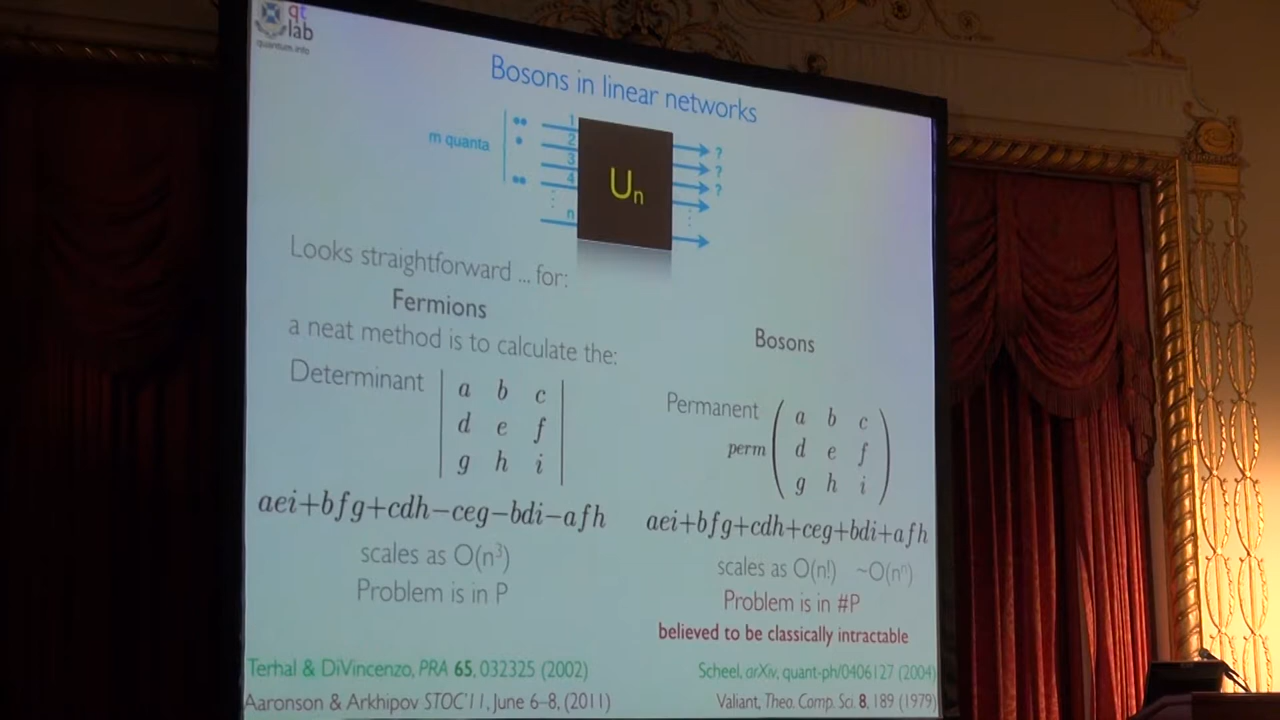 qt
lab
quantum.info
Bosons in linear networks
m quanta
1
2
3
4
n
U_n
?
?
?
Looks straightforward ... for:
Fermions
a neat method is to calculate the:
Determinant
a b c
d e f
g h i
aei+bfg+cdh−ceg−bdi−afh
scales as O(n³)
Problem is in P
Bosons
Permanent
perm
a b c
d e f
g h i
aei+bfg+cdh+ceg+bdi+afh
scales as O(n!) ~O(nⁿ)
Problem is in #P
believed to be classically intractable
Terhal & DiVincenzo, PRA 65, 032325 (2002)
Aaronson & Arkhipov STOC'11, June 6–8, (2011)
Scheel, arXiv, quant-ph/0406127 (2004)
Valiant, Theo. Comp. Sci. 8, 189 (1979)